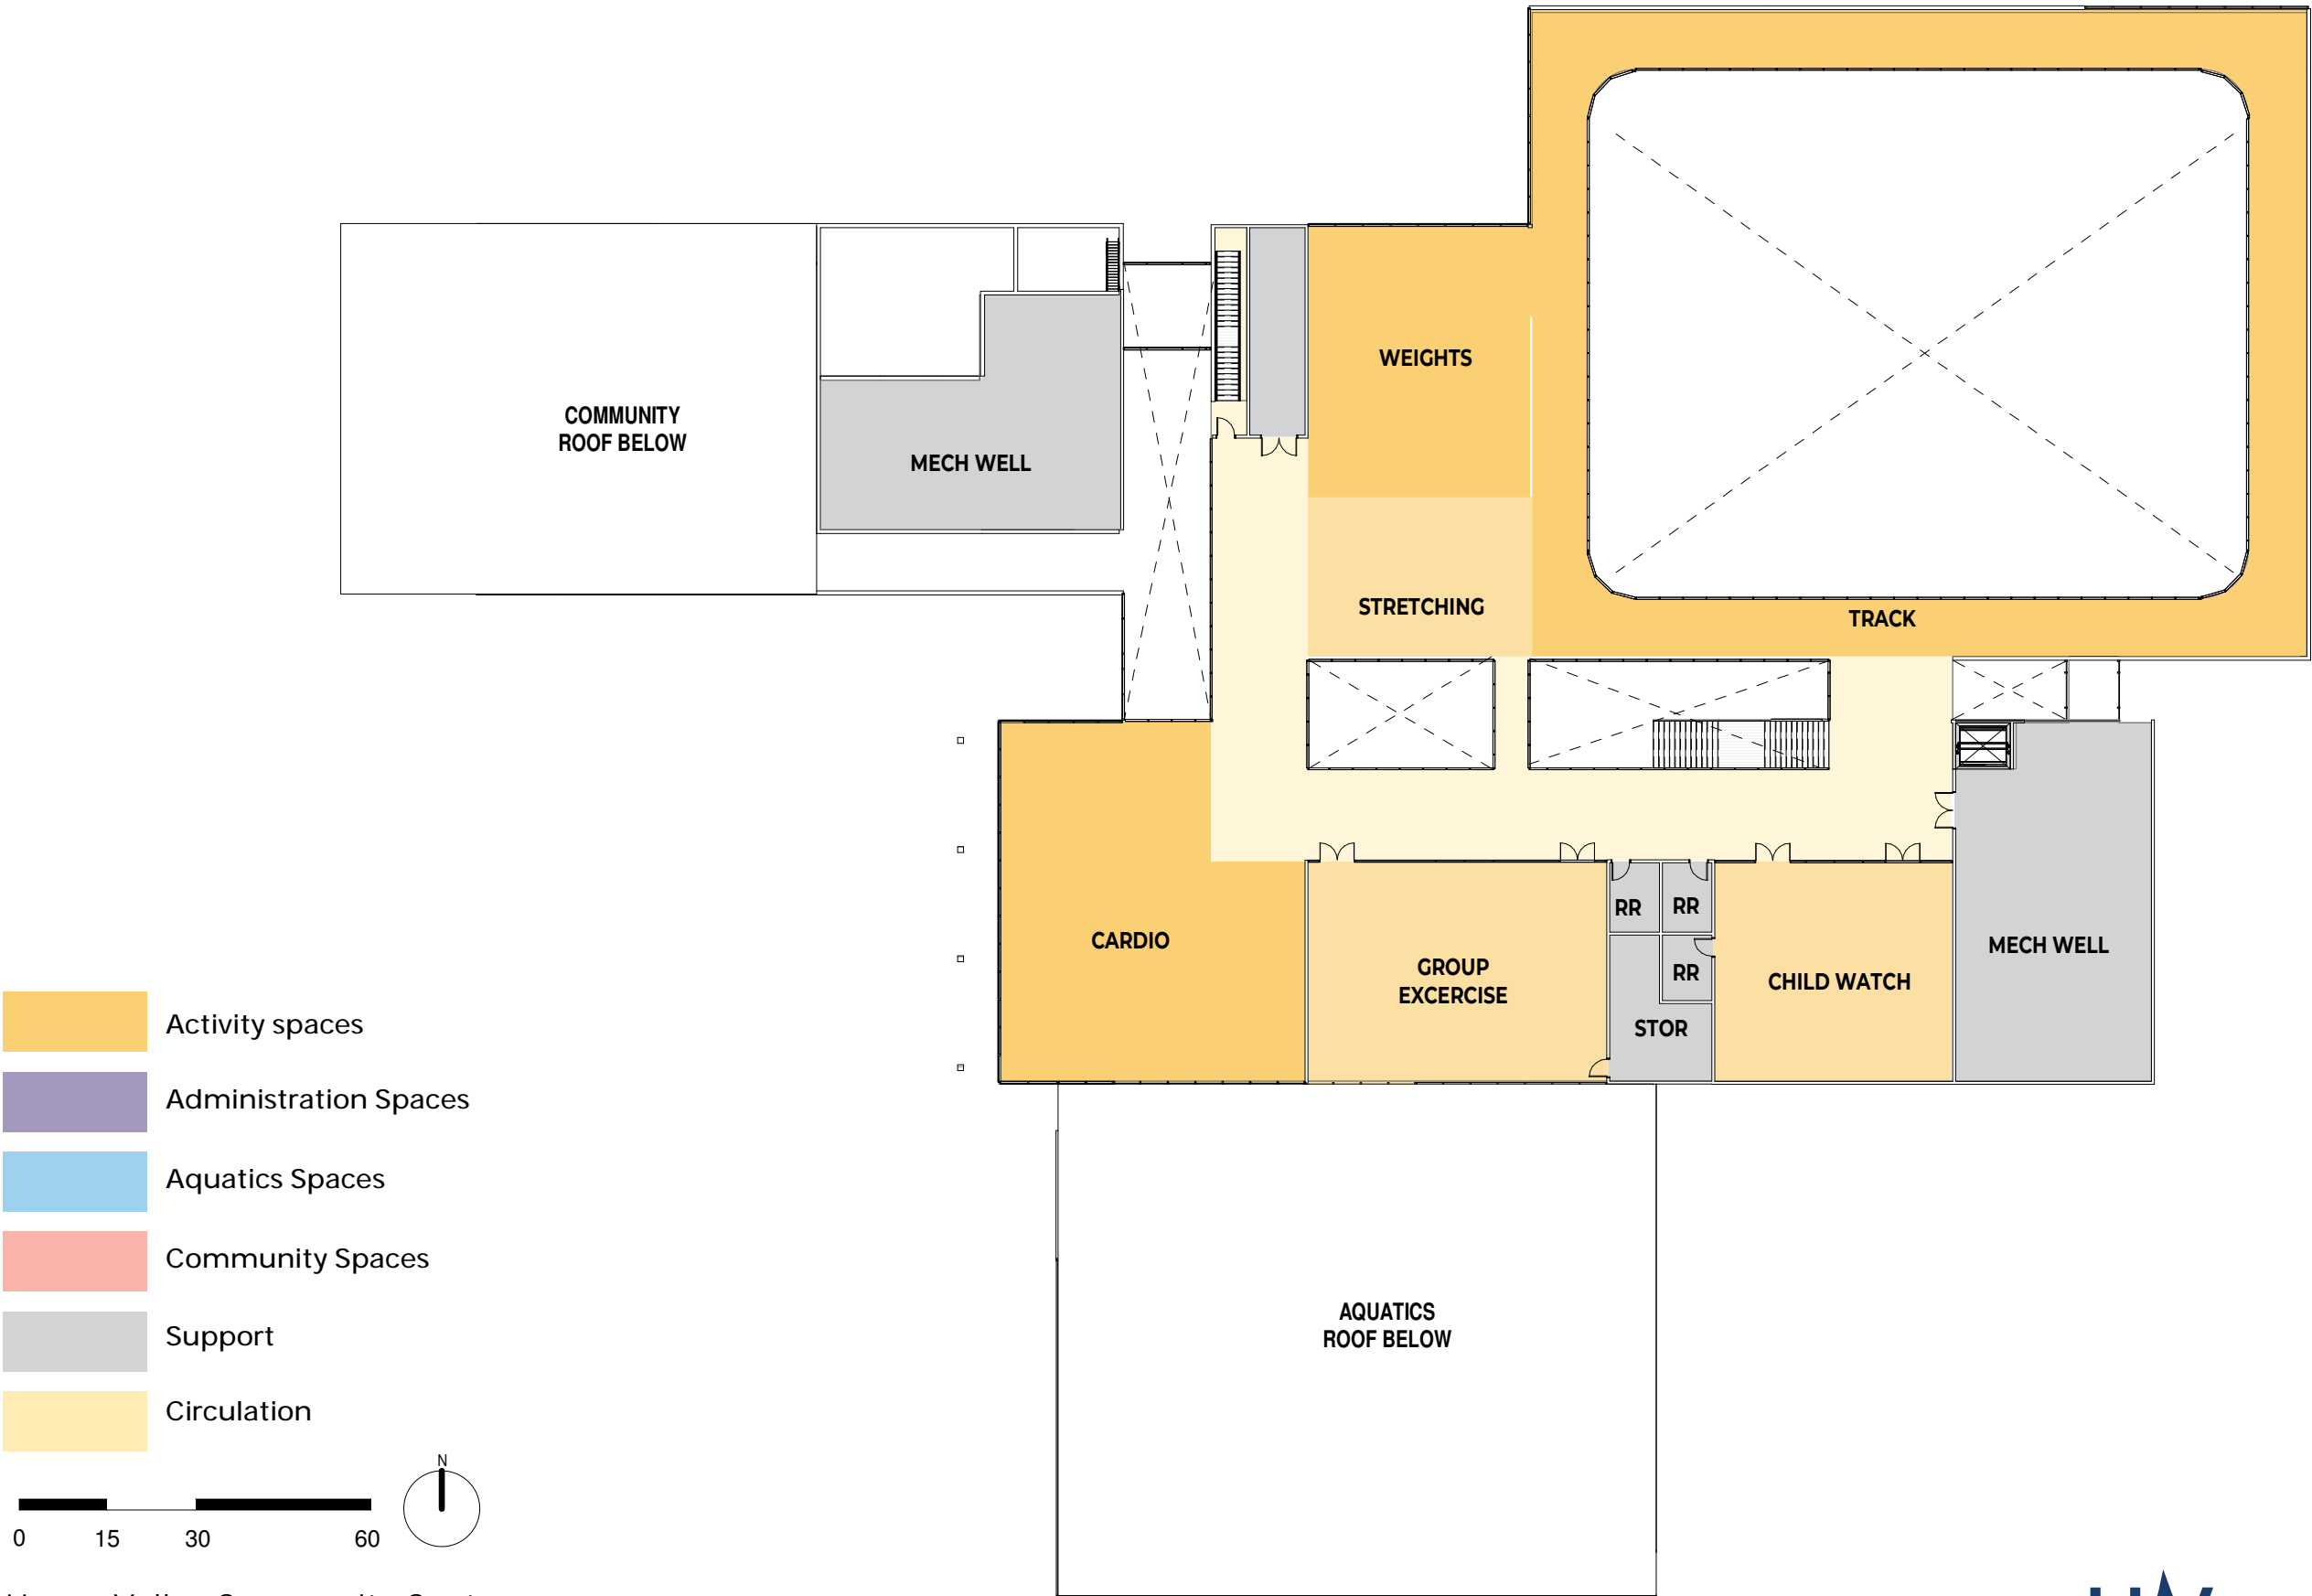 WEIGHTS
COMMUNITY
ROOF BELOW
MECH WELL
STRETCHING
TRACK
CARDIO
GROUP
EXCERCISE
RR
RR
RR
STOR
CHILD WATCH
MECH WELL
AQUATICS
ROOF BELOW
Activity spaces
Administration Spaces
Aquatics Spaces
Community Spaces
Support
Circulation
N
0 15 30 60